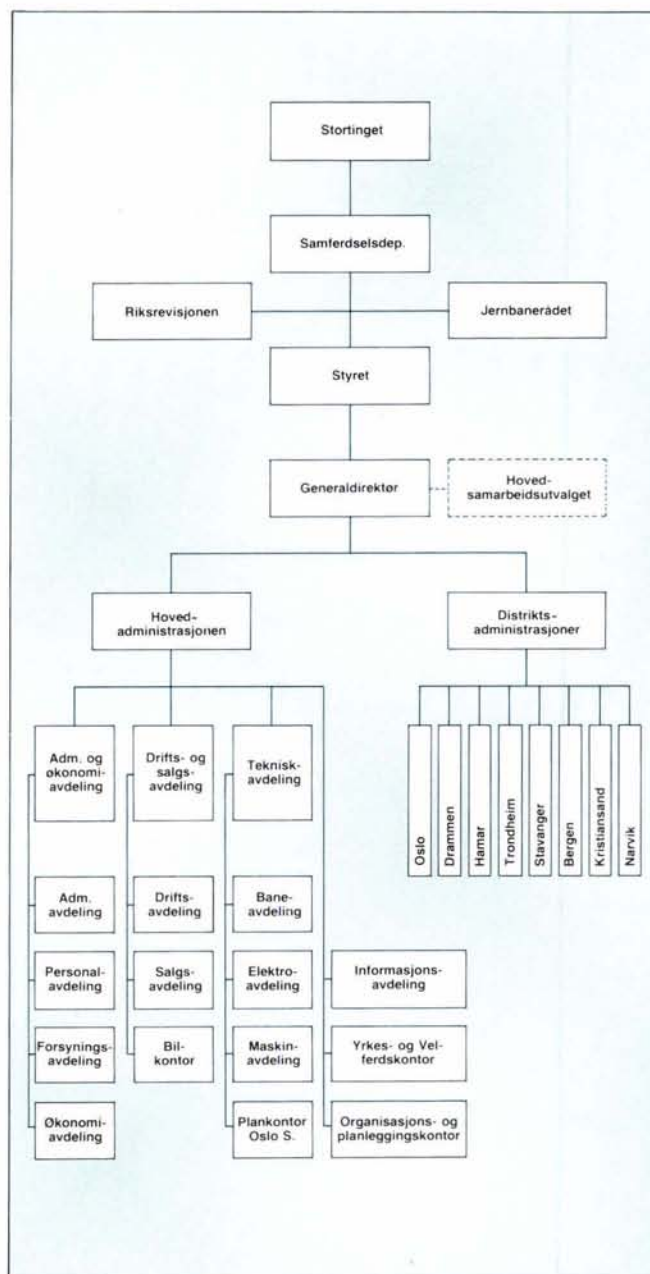 Stortinget
Samferdselsdep.
Riksrevisjonen
Jernbanerådet
Styret
Generaldirektør
Hoved-
samarbeidsutvalget
Hoved-
administrasjonen
Distrikts-
administrasjoner
Adm. og
økonomi-
avdeling
Drifts- og
salgs-
avdeling
Teknisk-
avdeling
Oslo
Drammen
Hamar
Trondheim
Stavanger
Bergen
Kristiansand
Narvik
Adm.
avdeling
Drifts-
avdeling
Bane-
avdeling
Personal-
avdeling
Salgs-
avdeling
Elektro-
avdeling
Informasjons-
avdeling
Forsynings-
avdeling
Bil-
kontor
Maskin-
avdeling
Yrkes- og Vel-
ferdskontor
Økonomi-
avdeling
Plankontor
Oslo S.
Organisasjons- og
planleggingskontor